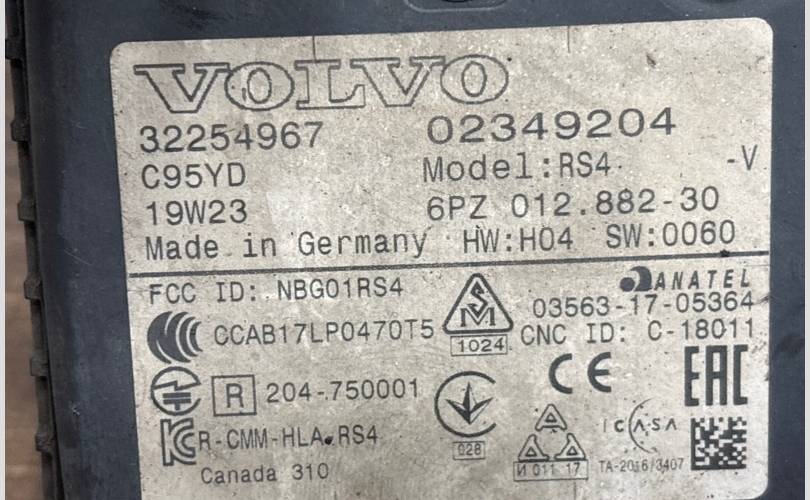 VOLVO
32254967 02349204
C95YD Model:RS4 -V
19W23 6PZ 012.882-30
Made in Germany HW:H04 SW:0060
FCC ID: NBG01RS4 ANATEL
03563-17-05364
CCAB17LP0470T5 1024 CNC ID: C-18011
R 204-750001 CE EAC
R-CMM-HLA-RS4 028 И 011 17 ICASA
TA-2016/3407
Canada 310